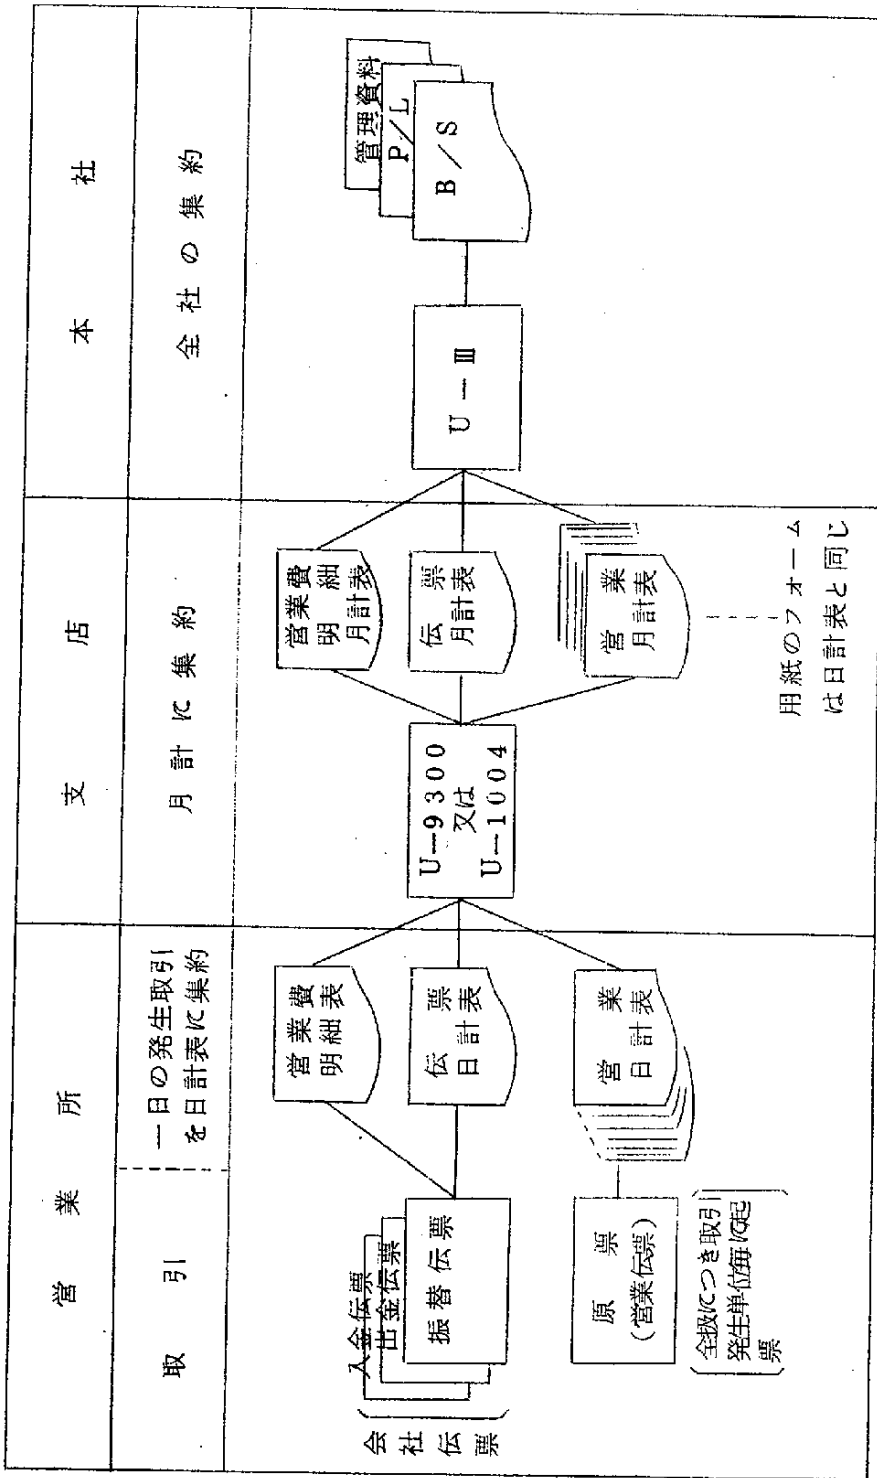 営業所
支店
本社
取引
一日の発生取引
を日計表に集約
月計に集約
全社の集約
会社伝票
入金伝票
出金伝票
振替伝票
原票
(営業伝票)
全扱につき取引
発生単位毎に起
票
営業費
明細表
伝票
日計表
営業
日計表
U-9300
又は
U-1004
営業費
明細
月計表
伝票
月計表
営業
月計表
用紙のフォーム
は日計表と同じ
U-Ⅲ
管理資料
P/L
B/S